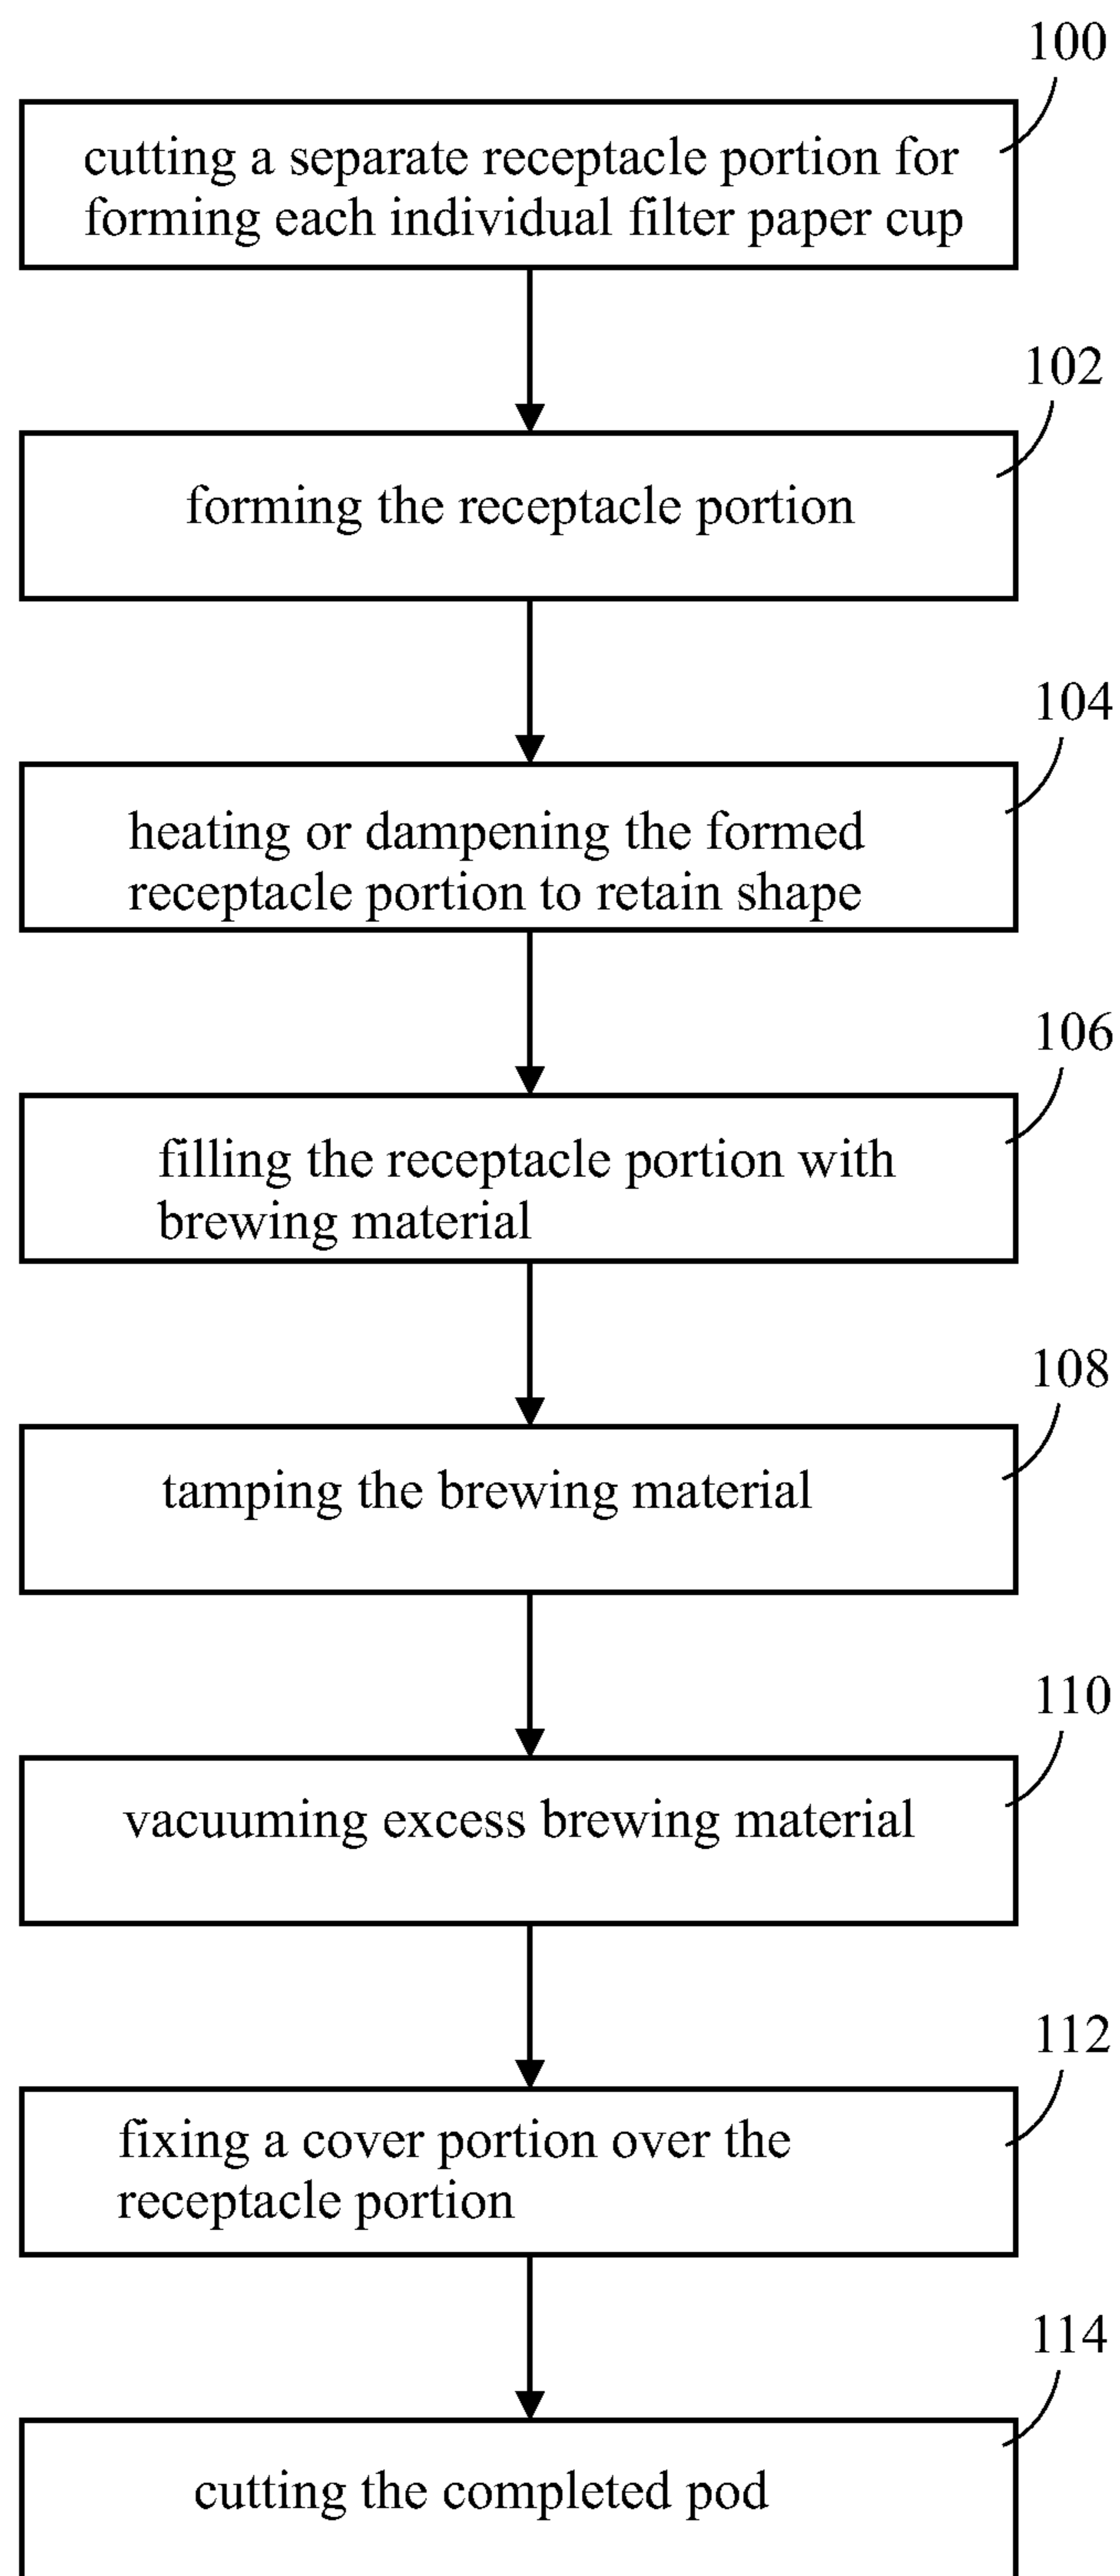 100
cutting a separate receptacle portion for
forming each individual filter paper cup
102
forming the receptacle portion
104
heating or dampening the formed
receptacle portion to retain shape
106
filling the receptacle portion with
brewing material
108
tamping the brewing material
110
vacuuming excess brewing material
112
fixing a cover portion over the
receptacle portion
114
cutting the completed pod